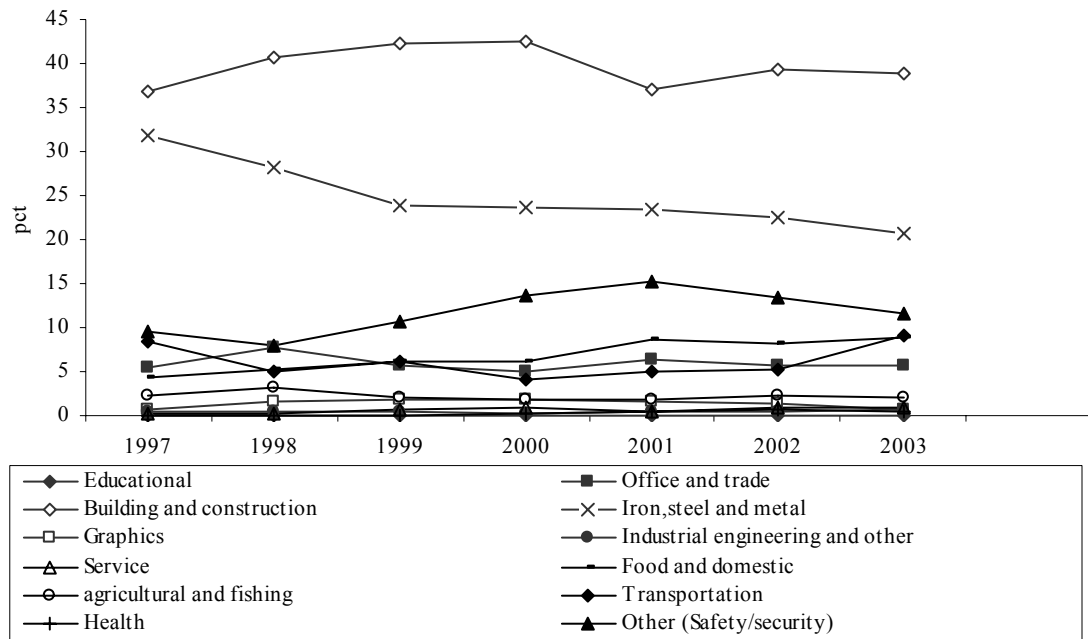 45
40
35
30
25
20
15
10
5
0
pct
1997 1998 1999 2000 2001 2002 2003
Educational Office and trade
Building and construction Iron,steel and metal
Graphics Industrial engineering and other
Service Food and domestic
agricultural and fishing Transportation
Health Other (Safety/security)